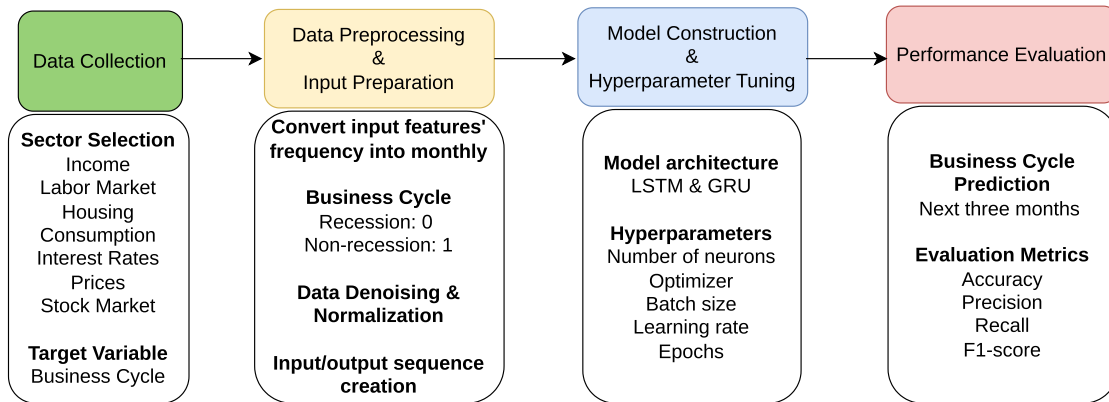 Data Collection
Sector Selection
Income
Labor Market
Housing
Consumption
Interest Rates
Prices
Stock Market
Target Variable
Business Cycle
Data Preprocessing
&
Input Preparation
Convert input features'
frequency into monthly
Business Cycle
Recession: 0
Non-recession: 1
Data Denoising &
Normalization
Input/output sequence
creation
Model Construction
&
Hyperparameter Tuning
Model architecture
LSTM & GRU
Hyperparameters
Number of neurons
Optimizer
Batch size
Learning rate
Epochs
Performance Evaluation
Business Cycle
Prediction
Next three months
Evaluation Metrics
Accuracy
Precision
Recall
F1-score